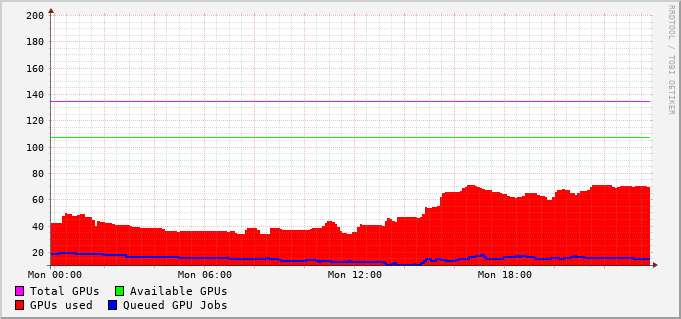 200
180
160
140
120
100
80
60
40
20
Mon 00:00 Mon 06:00 Mon 12:00 Mon 18:00
Total GPUs Available GPUs
GPUs used Queued GPU Jobs
RRDTOOL / TOBI OETIKER